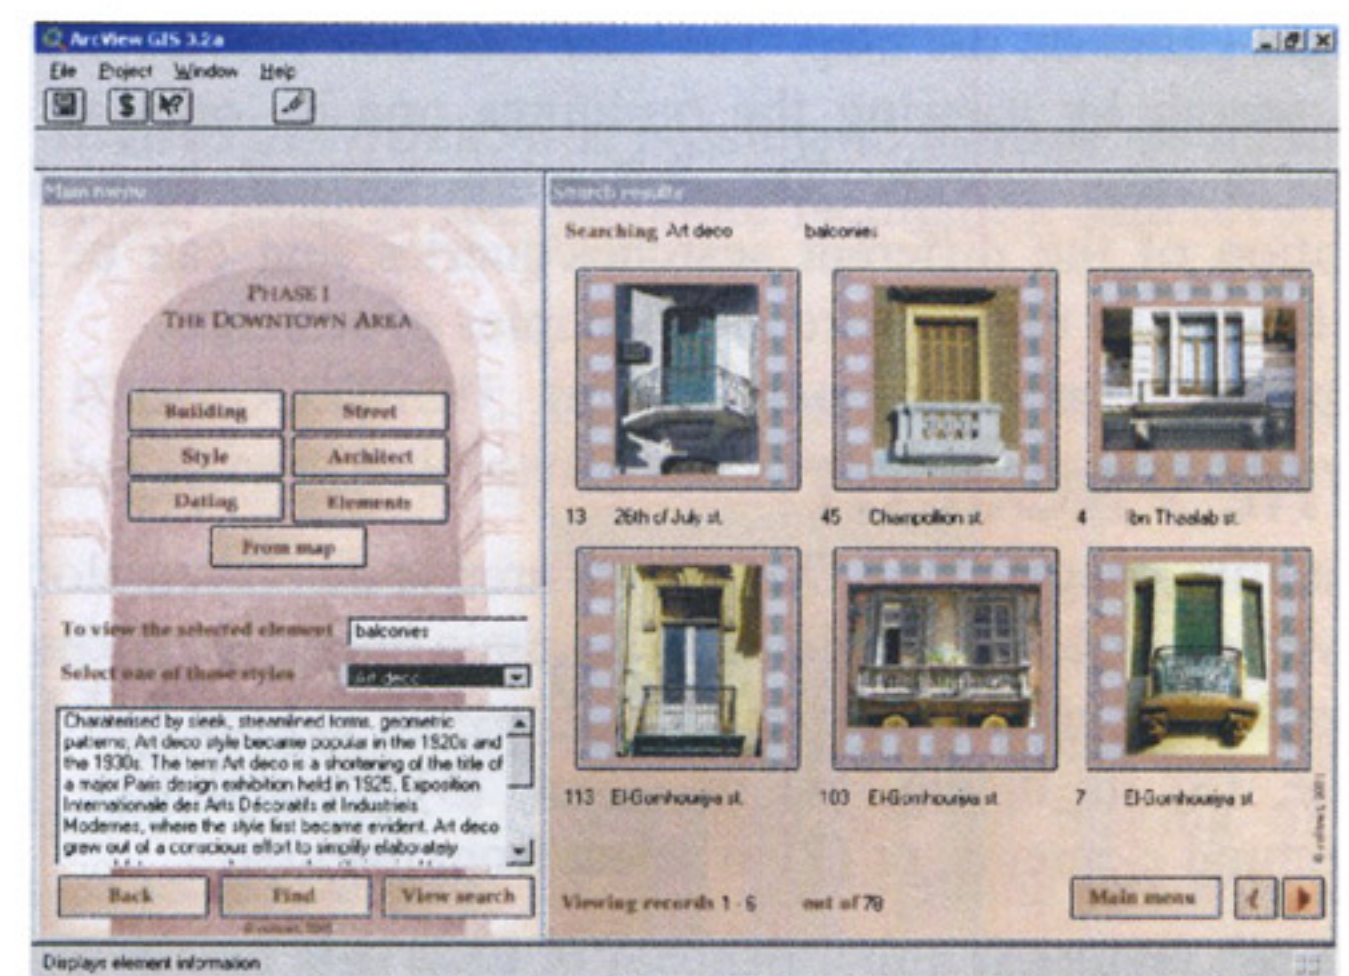 ArcView GIS 3.2a
File Project Window Help
Main menu
Search results
PHASE I
THE DOWNTOWN AREA
Building Street
Style Architect
Dating Elements
From map
To view the selected element balconies
Select one of those styles Art deco
Charaterised by sleek, streamlined forms, geometric
patterns; Art deco style became popular in the 1920s and
the 1930s. The term Art deco is a shortening of the title of
a major Paris design exhibition held in 1925, Exposition
Internationale des Arts Décoratifs et Industriels
Modernes, where the style first became evident. Art deco
grew out of a conscious effort to simplify elaborately
Back Find View search
Searching Art deco balconies
13 26th of July st.
45 Champollion st.
4 Ibn Thaalab st.
113 El-Gomhouriya st.
103 El-Gomhouriya st.
7 El-Gomhouriya st.
Viewing records 1 - 6 out of 78
Main menu
Displays element information